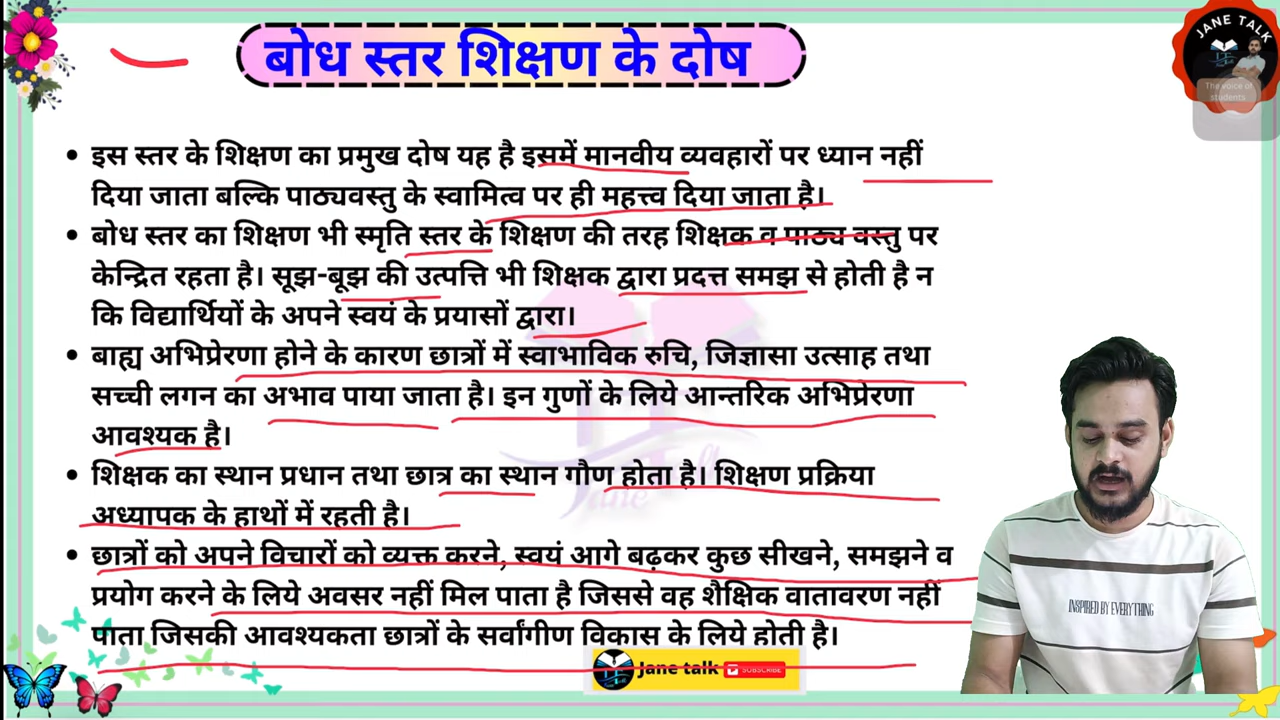 बोध स्तर शिक्षण के दोष
JANE TALK
The voice of
students
• इस स्तर के शिक्षण का प्रमुख दोष यह है इसमें मानवीय व्यवहारों पर ध्यान नहीं
दिया जाता बल्कि पाठ्यवस्तु के स्वामित्व पर ही महत्त्व दिया जाता है।
• बोध स्तर का शिक्षण भी स्मृति स्तर के शिक्षण की तरह शिक्षक व पाठ्य वस्तु पर
केन्द्रित रहता है। सूझ-बूझ की उत्पत्ति भी शिक्षक द्वारा प्रदत्त समझ से होती है न
कि विद्यार्थियों के अपने स्वयं के प्रयासों द्वारा।
• बाह्य अभिप्रेरणा होने के कारण छात्रों में स्वाभाविक रुचि, जिज्ञासा उत्साह तथा
सच्ची लगन का अभाव पाया जाता है। इन गुणों के लिये आन्तरिक अभिप्रेरणा
आवश्यक है।
• शिक्षक का स्थान प्रधान तथा छात्र का स्थान गौण होता है। शिक्षण प्रक्रिया
अध्यापक के हाथों में रहती है।
• छात्रों को अपने विचारों को व्यक्त करने, स्वयं आगे बढ़कर कुछ सीखने, समझने व
प्रयोग करने के लिये अवसर नहीं मिल पाता है जिससे वह शैक्षिक वातावरण नहीं
पाता जिसकी आवश्यकता छात्रों के सर्वांगीण विकास के लिये होती है।
INSPIRED BY EVERYTHING
Jane talk SUBSCRIBE